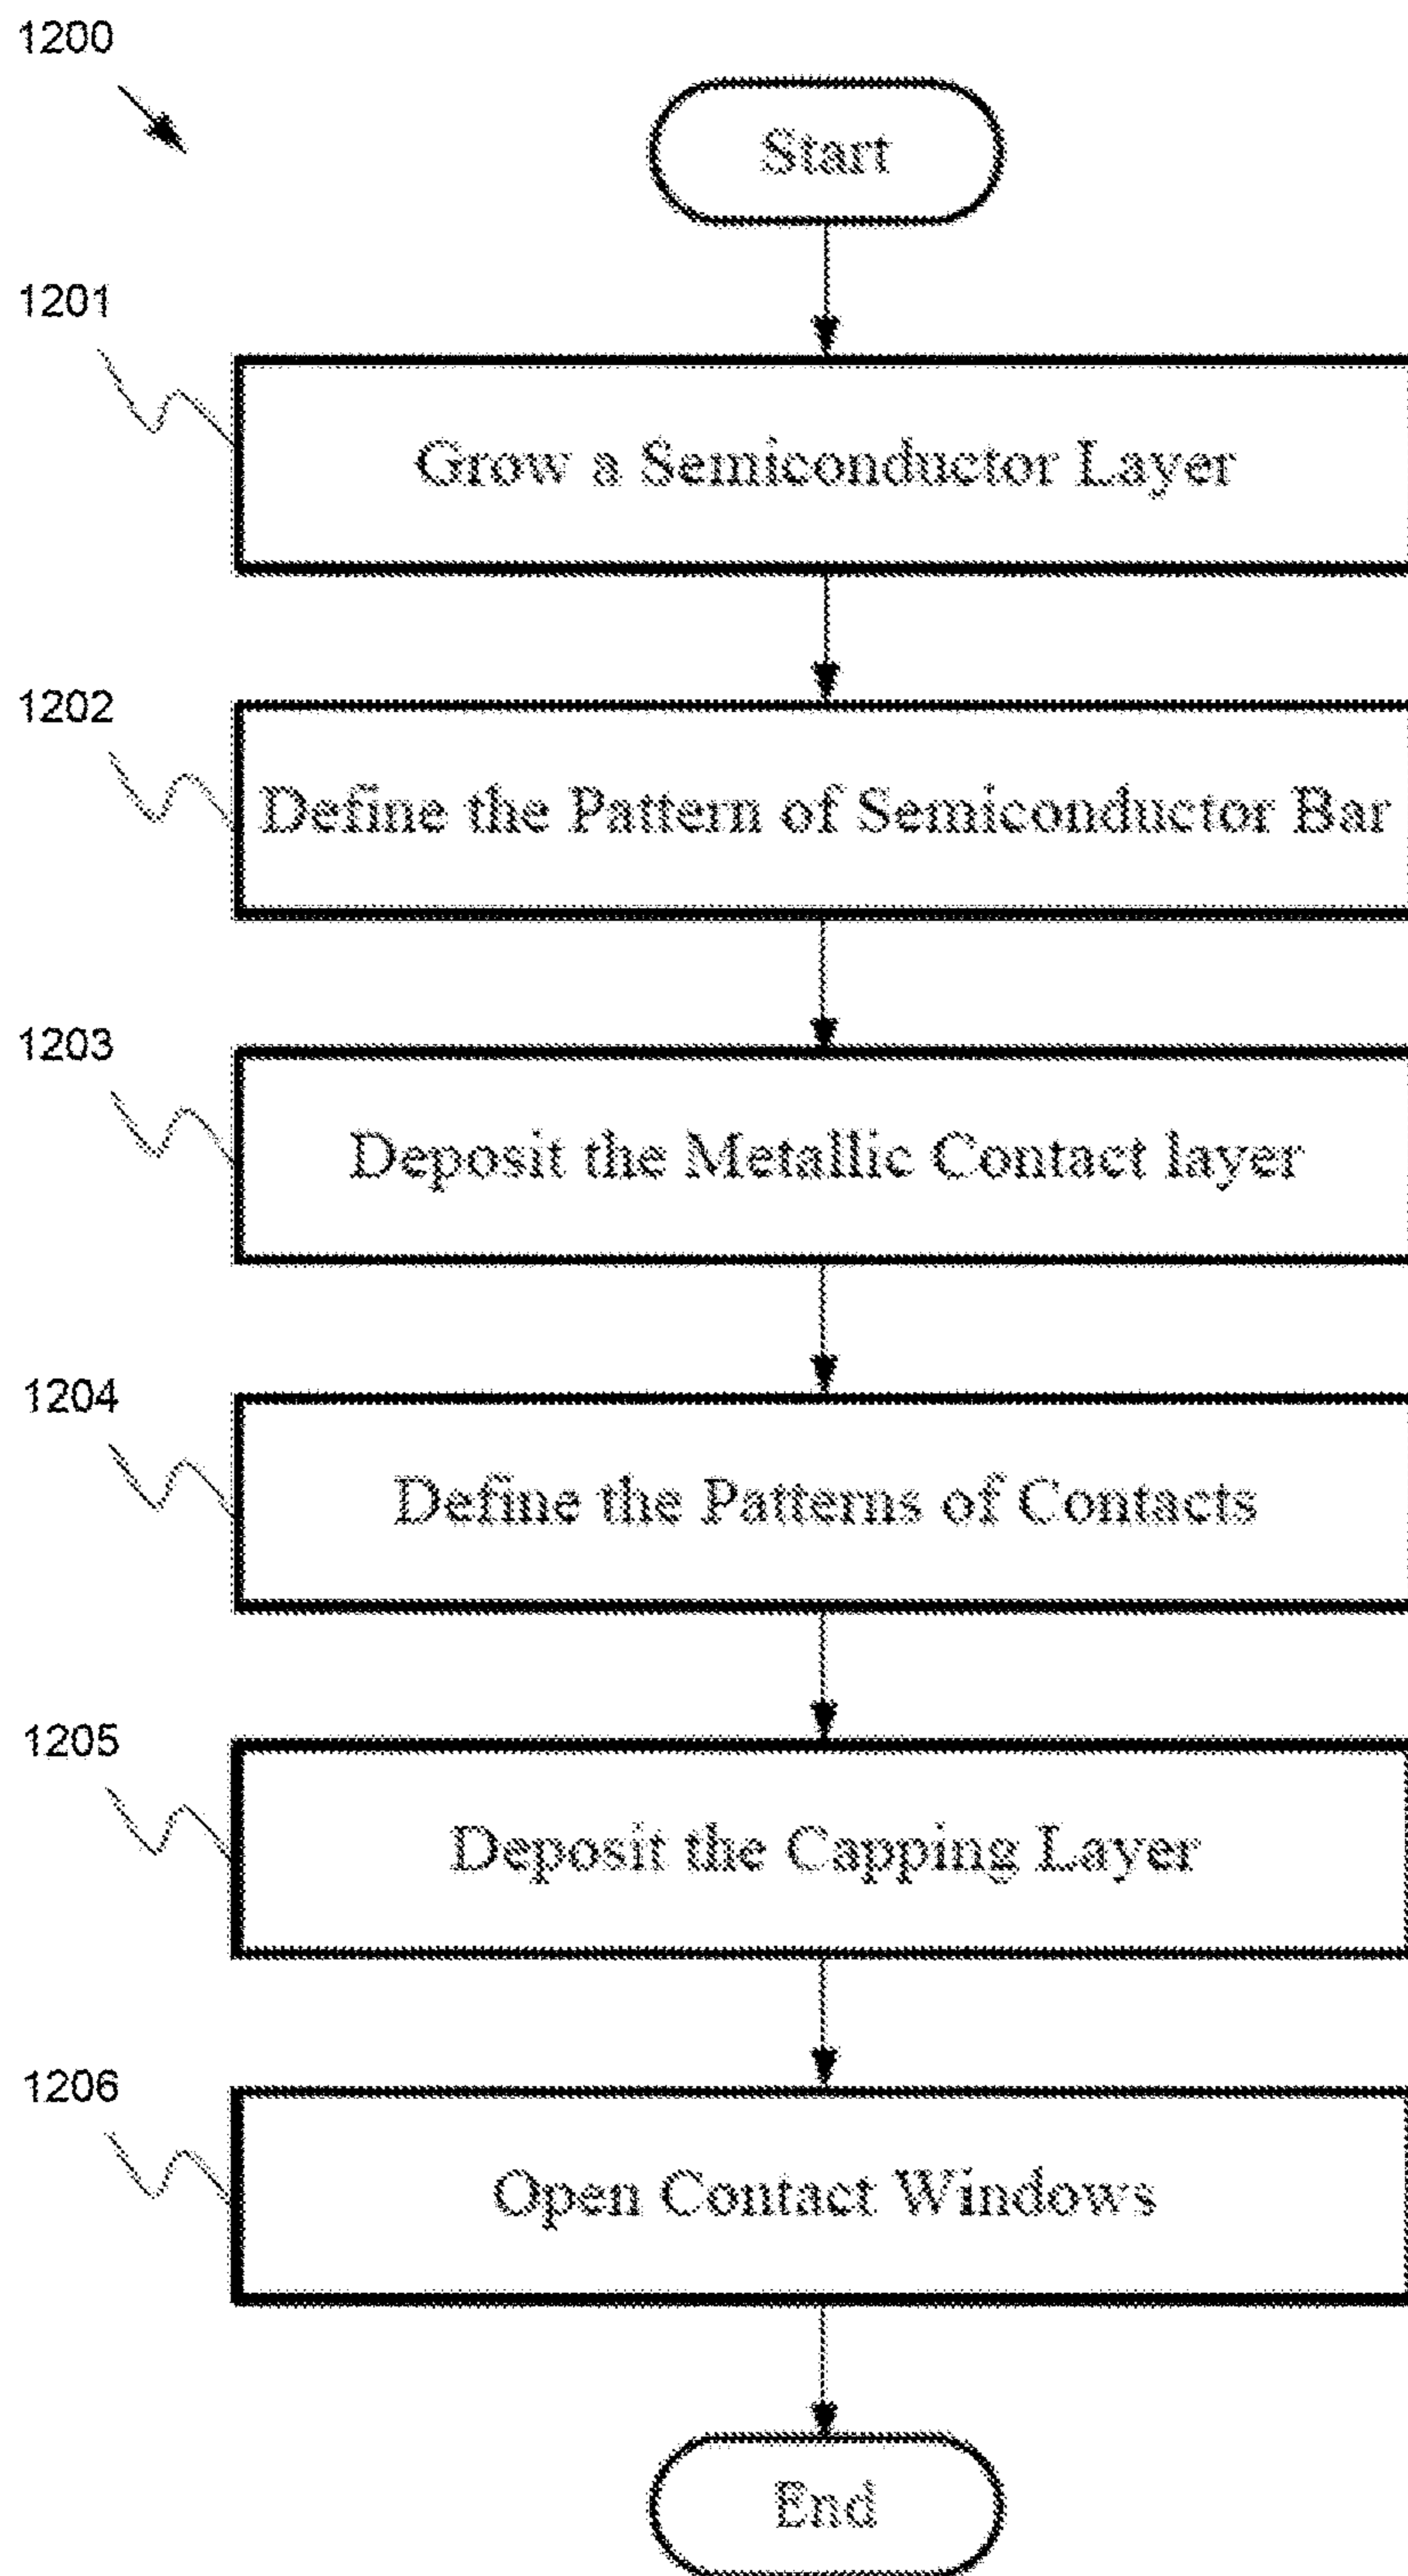 1200
Start
1201
Grow a Semiconductor Layer
1202
Define the Pattern of Semiconductor Bar
1203
Deposit the Metallic Contact layer
1204
Define the Patterns of Contacts
1205
Deposit the Capping Layer
1206
Open Contact Windows
End